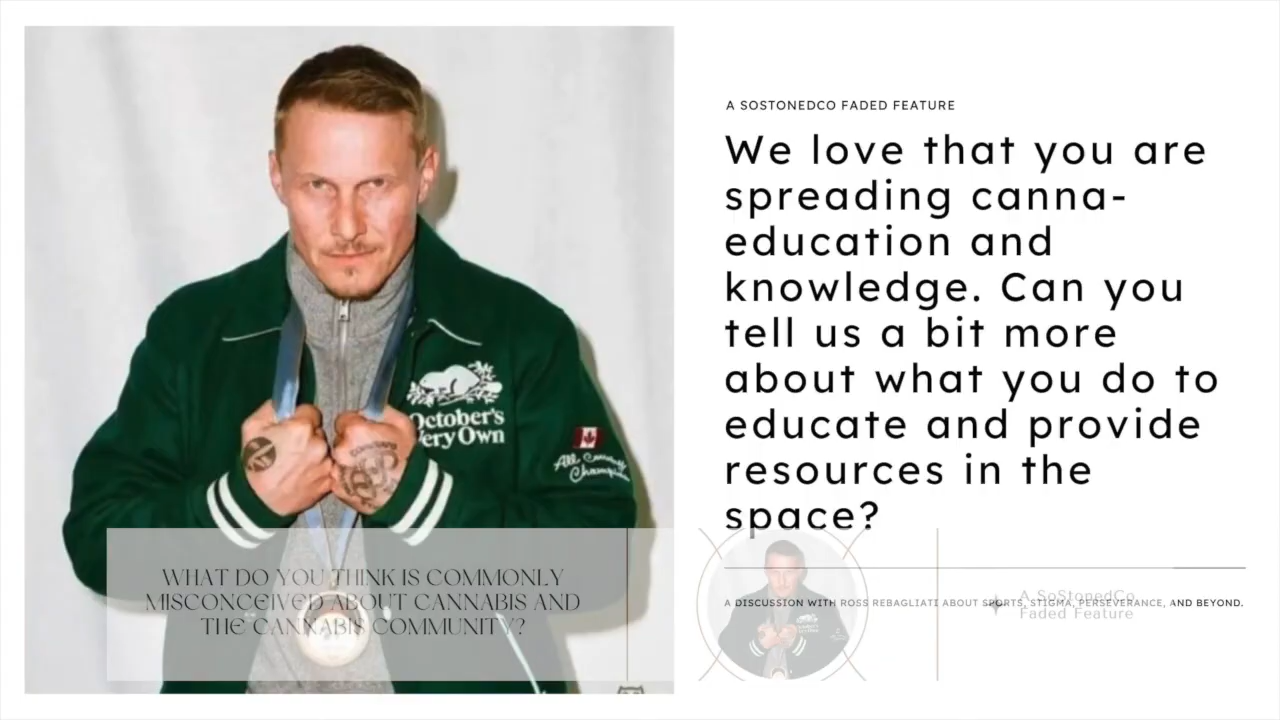 A SOSTONEDCO FADED FEATURE
We love that you are
spreading canna-
education and
knowledge. Can you
tell us a bit more
about what you do to
educate and provide
resources in the
space?
A DISCUSSION WITH ROSS REBAGLIATI ABOUT SPORTS, STIGMA, PERSEVERANCE, AND BEYOND.
A SoStonedCo
Faded Feature
October's
Very Own
All Country
WHAT DO YOU THINK IS COMMONLY
MISCONCEIVED ABOUT CANNABIS AND
THE CANNABIS COMMUNITY?